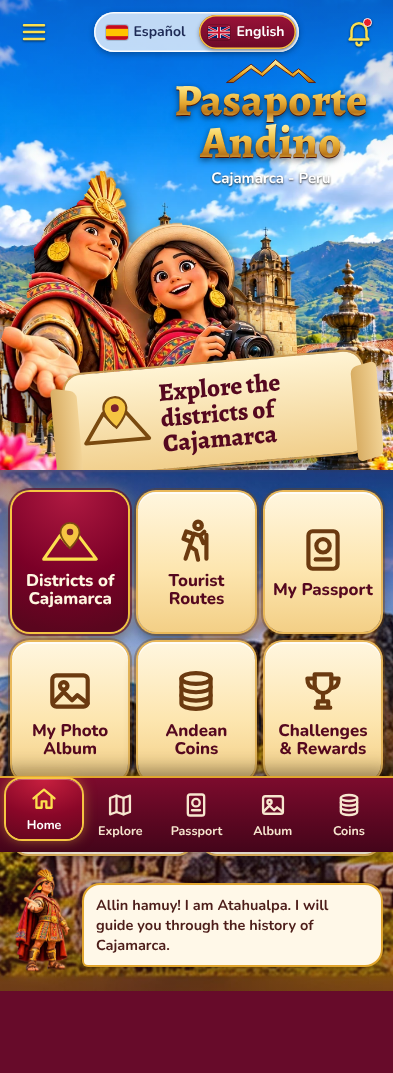 Español
English
Pasaporte
Andino
Cajamarca - Peru
Explore the
districts of
Cajamarca
Districts of
Cajamarca
Tourist
Routes
My Passport
My Photo
Album
Andean
Coins
Challenges
& Rewards
Home
Explore
Passport
Album
Coins
Allin hamuy! I am Atahualpa. I will
guide you through the history of
Cajamarca.